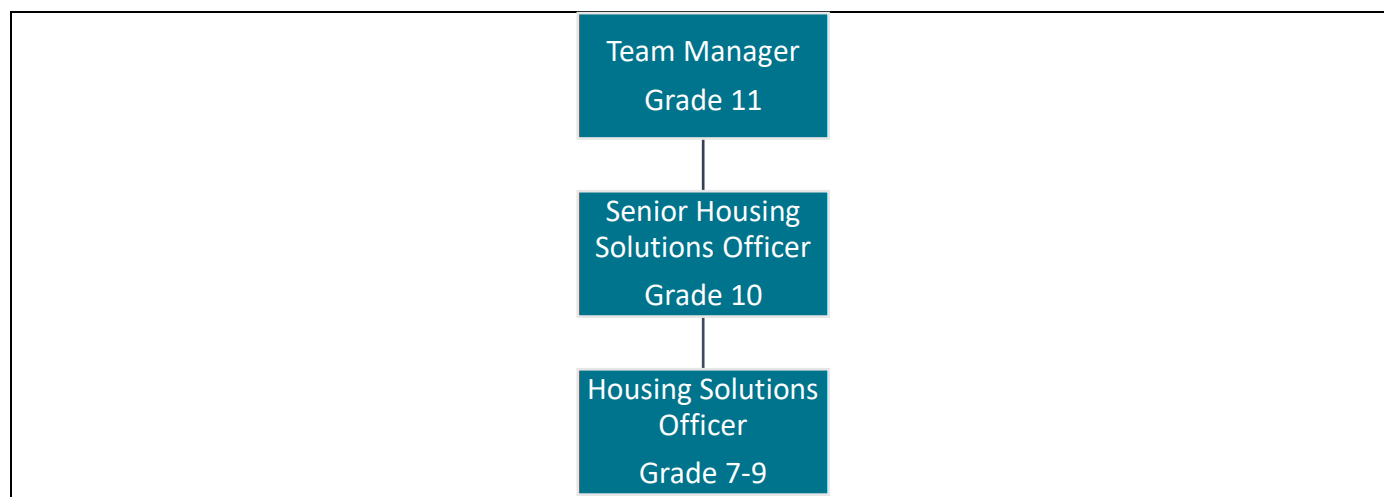 Team Manager
Grade 11
Senior Housing
Solutions Officer
Grade 10
Housing Solutions
Officer
Grade 7-9